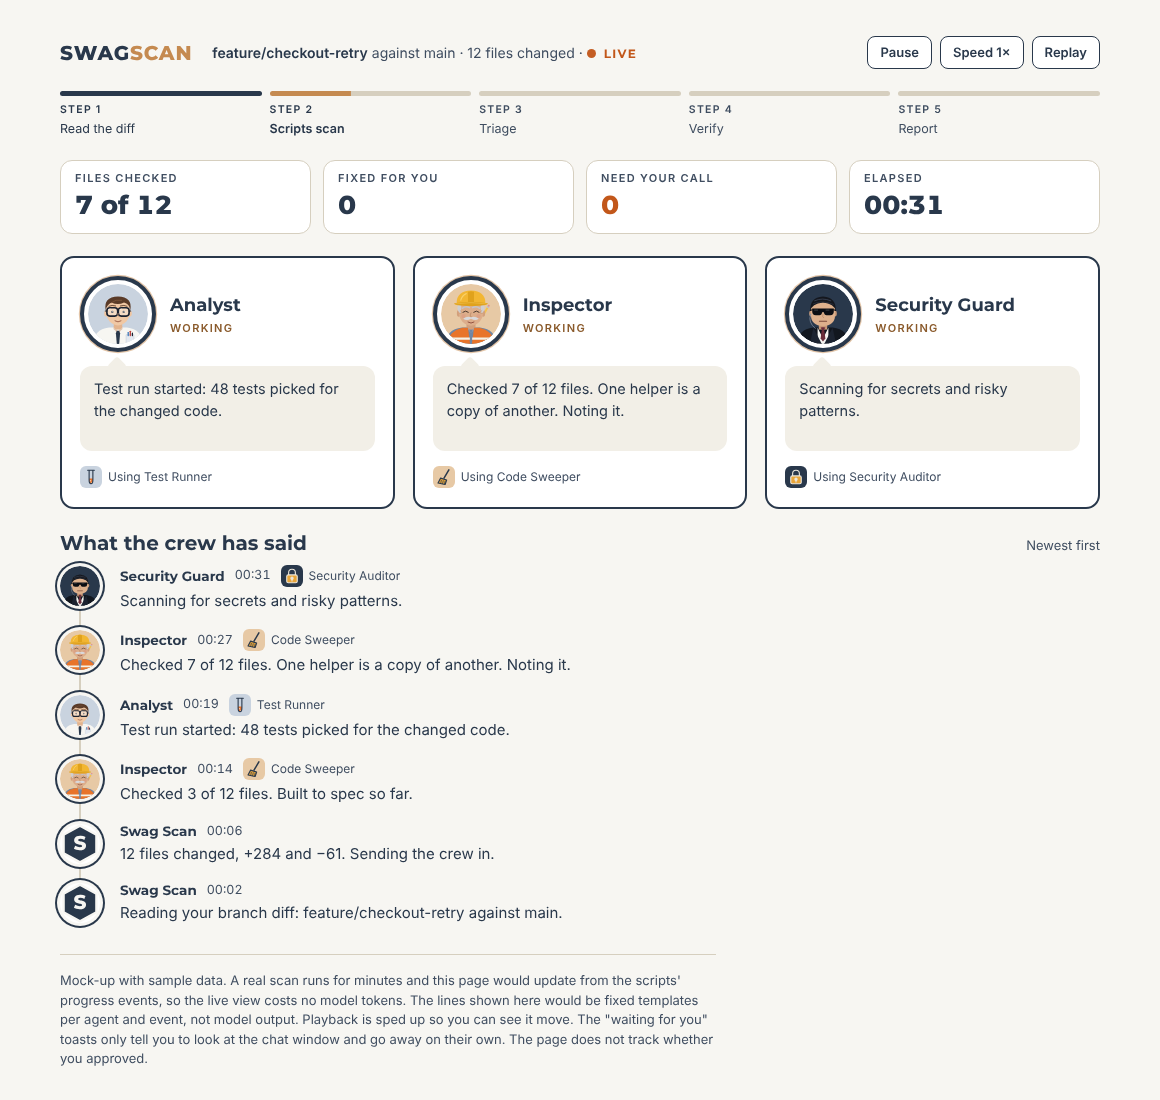 SWAGSCAN
feature/checkout-retry against main · 12 files changed · LIVE
Pause
Speed 1×
Replay
STEP 1
Read the diff
STEP 2
Scripts scan
STEP 3
Triage
STEP 4
Verify
STEP 5
Report
FILES CHECKED
7 of 12
FIXED FOR YOU
0
NEED YOUR CALL
0
ELAPSED
00:31
Analyst
WORKING
Test run started: 48 tests picked for
the changed code.
Using Test Runner
Inspector
WORKING
Checked 7 of 12 files. One helper is a
copy of another. Noting it.
Using Code Sweeper
Security Guard
WORKING
Scanning for secrets and risky
patterns.
Using Security Auditor
What the crew has said
Newest first
Security Guard 00:31 Security Auditor
Scanning for secrets and risky patterns.
Inspector 00:27 Code Sweeper
Checked 7 of 12 files. One helper is a copy of another. Noting it.
Analyst 00:19 Test Runner
Test run started: 48 tests picked for the changed code.
Inspector 00:14 Code Sweeper
Checked 3 of 12 files. Built to spec so far.
S
Swag Scan 00:06
12 files changed, +284 and −61. Sending the crew in.
S
Swag Scan 00:02
Reading your branch diff: feature/checkout-retry against main.
Mock-up with sample data. A real scan runs for minutes and this page would update from the scripts'
progress events, so the live view costs no model tokens. The lines shown here would be fixed templates
per agent and event, not model output. Playback is sped up so you can see it move. The "waiting for you"
toasts only tell you to look at the chat window and go away on their own. The page does not track whether
you approved.